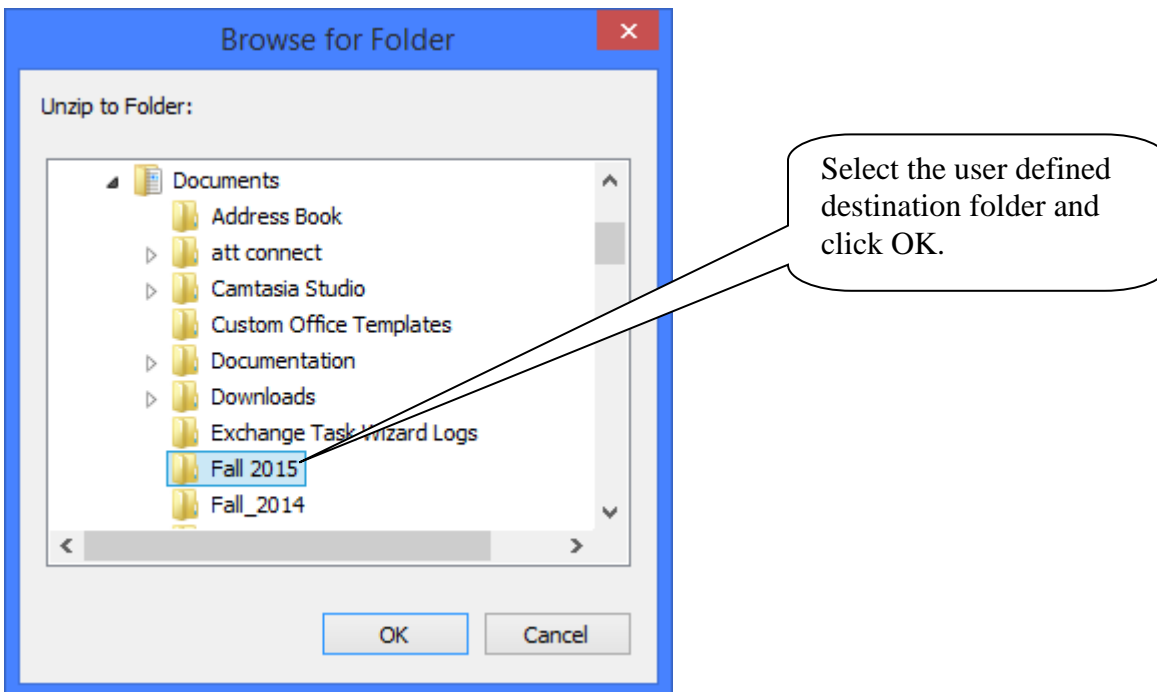 Browse for Folder
Unzip to Folder:
Documents
Address Book
att connect
Camtasia Studio
Custom Office Templates
Documentation
Downloads
Exchange Task Wizard Logs
Fall 2015
Fall_2014
OK
Cancel
Select the user defined
destination folder and
click OK.